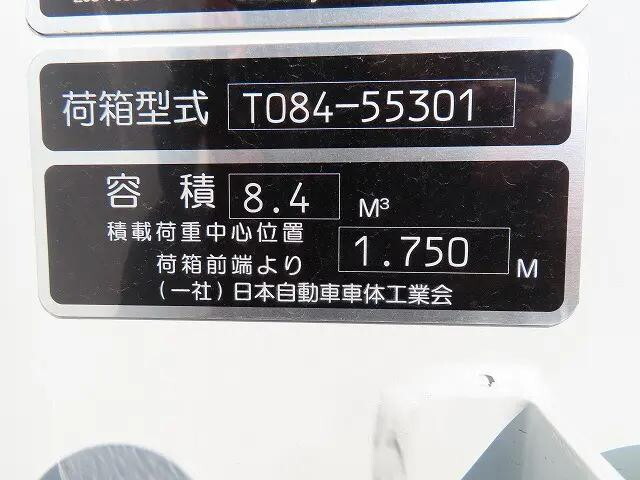 荷箱型式 T084-55301
容積 8.4 M³
積載荷重中心位置
荷箱前端より 1.750 M
(一社)日本自動車車体工業会